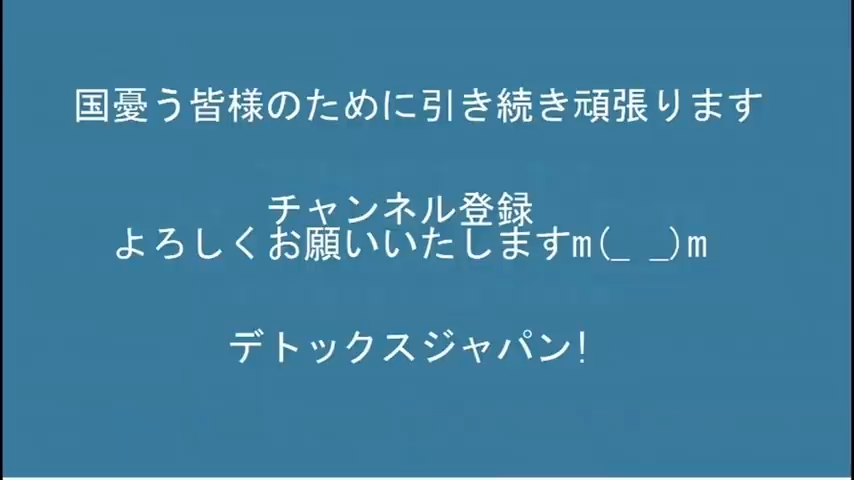 国憂う皆様のために引き続き頑張ります
チャンネル登録
よろしくお願いいたしますm(_ _)m
デトックスジャパン!